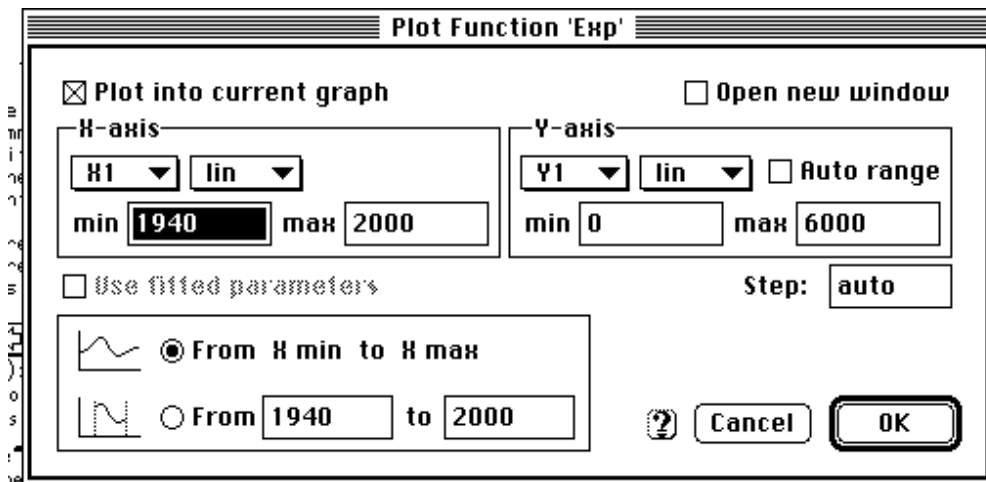 Plot Function 'Exp'
Plot into current graph
Open new window
X-axis
Y-axis
X1 lin
Y1 lin Auto range
min 1940 max 2000
min 0 max 6000
Use fitted parameters
Step: auto
From X min to X max
From 1940 to 2000
? Cancel OK